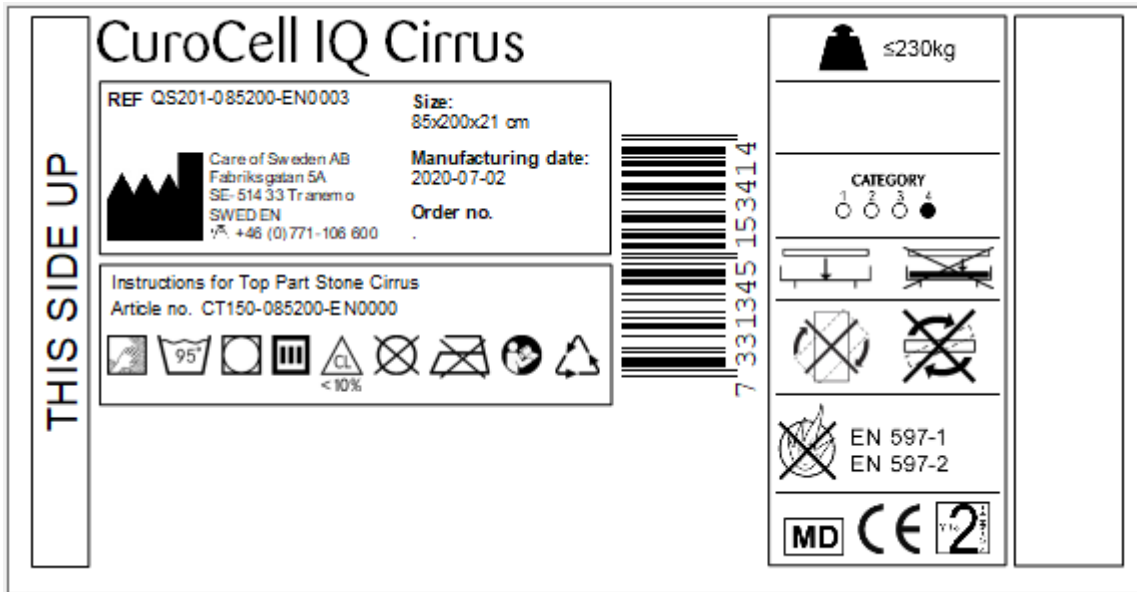 THIS SIDE UP
CuroCell IQ Cirrus
REF QS201-085200-EN0003
Size:
85x200x21 cm
Care of Sweden AB
Fabriksgatan 5A
SE-514 33 Tranemo
SWEDEN
+46 (0)771-106 600
Manufacturing date:
2020-07-02
Order no.
.
Instructions for Top Part Stone Cirrus
Article no. CT150-085200-EN0000
95°
CL
<10%
7 331345 153414
≤230kg
CATEGORY
1 2 3 4
EN 597-1
EN 597-2
MD CE 2